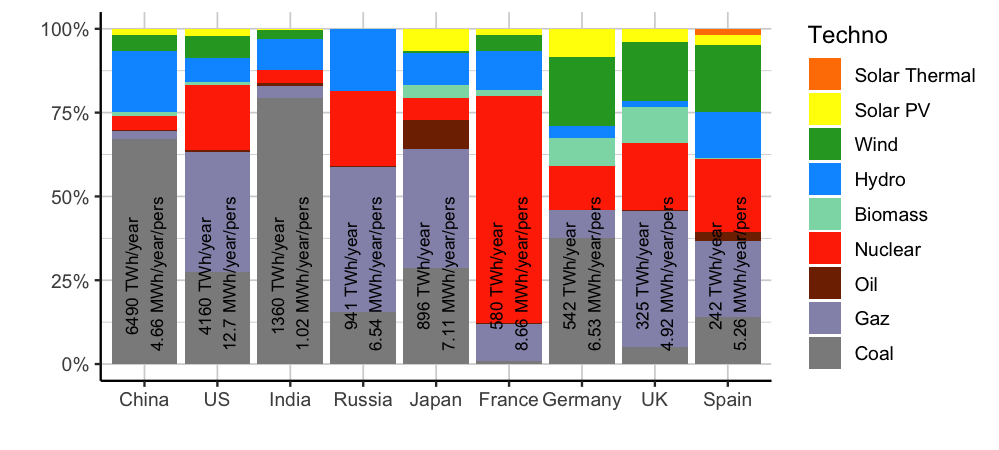 100%
75%
50%
25%
0%
6490 TWh/year
4.66 MWh/year/pers
4160 TWh/year
12.7 MWh/year/pers
1360 TWh/year
1.02 MWh/year/pers
941 TWh/year
6.54 MWh/year/pers
896 TWh/year
7.11 MWh/year/pers
580 TWh/year
8.66 MWh/year/pers
542 TWh/year
6.53 MWh/year/pers
325 TWh/year
4.92 MWh/year/pers
242 TWh/year
5.26 MWh/year/pers
China US India Russia Japan France Germany UK Spain
Techno
Solar Thermal
Solar PV
Wind
Hydro
Biomass
Nuclear
Oil
Gaz
Coal